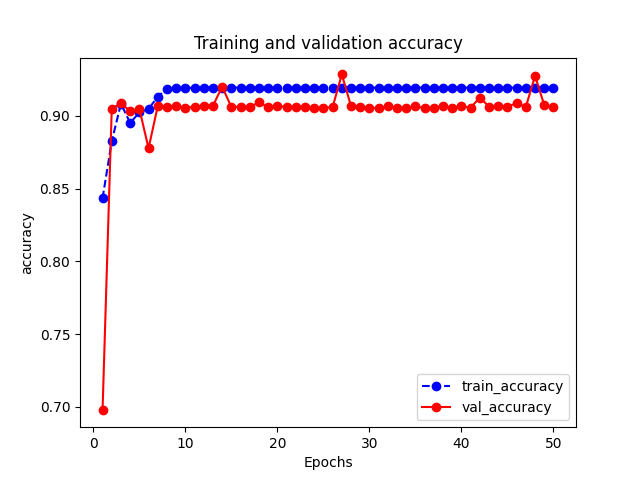 Training and validation accuracy
accuracy
0.90
0.85
0.80
0.75
0.70
train_accuracy
val_accuracy
0 10 20 30 40 50
Epochs